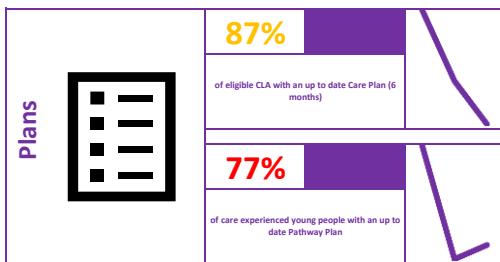 Plans
87%
of eligible CLA with an up to date Care Plan (6
months)
77%
of care experienced young people with an up to
date Pathway Plan